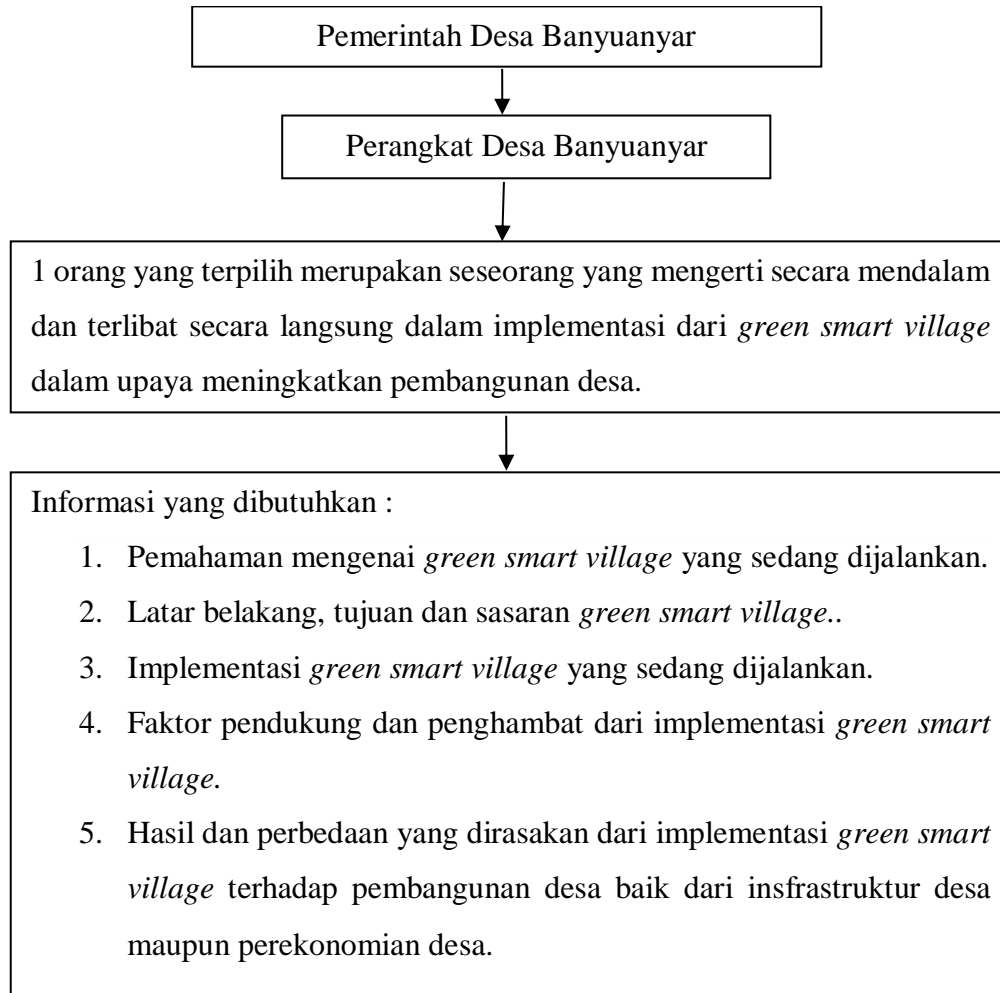 Pemerintah Desa Banyuanyar
Perangkat Desa Banyuanyar
1 orang yang terpilih merupakan seseorang yang mengerti secara mendalam
dan terlibat secara langsung dalam implementasi dari green smart village
dalam upaya meningkatkan pembangunan desa.
Informasi yang dibutuhkan :
1. Pemahaman mengenai green smart village yang sedang dijalankan.
2. Latar belakang, tujuan dan sasaran green smart village..
3. Implementasi green smart village yang sedang dijalankan.
4. Faktor pendukung dan penghambat dari implementasi green smart
village.
5. Hasil dan perbedaan yang dirasakan dari implementasi green smart
village terhadap pembangunan desa baik dari insfrastruktur desa
maupun perekonomian desa.